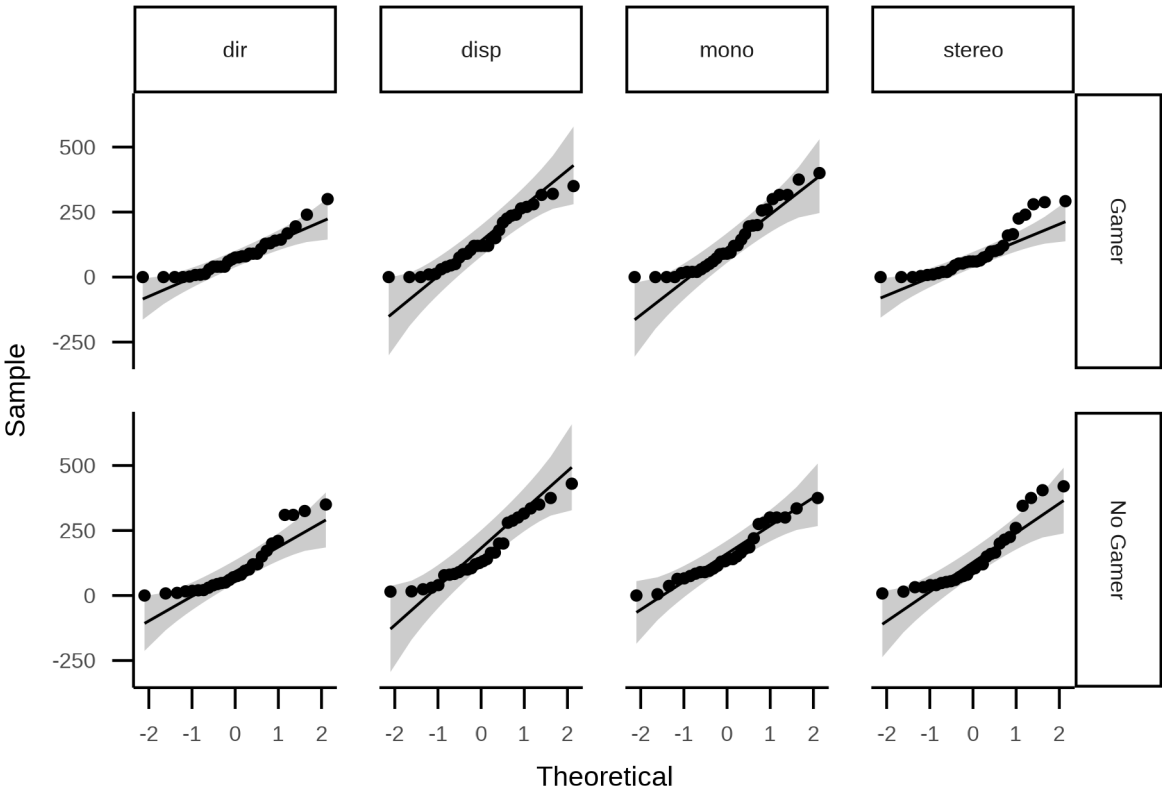 dir disp mono stereo
500
250
0
-250
Gamer
Sample
500
250
0
-250
No Gamer
-2 -1 0 1 2 -2 -1 0 1 2 -2 -1 0 1 2 -2 -1 0 1 2
Theoretical